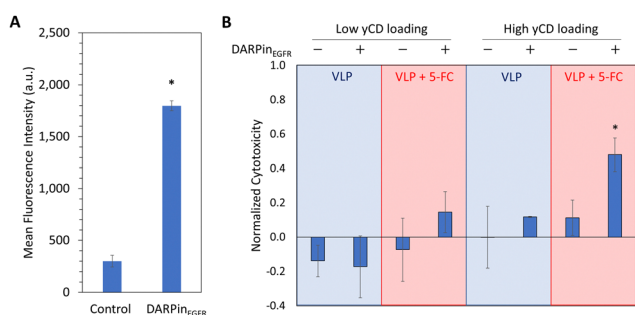 A
Mean Fluorescence Intensity (a.u.)
2,500
2,000
1,500
1,000
500
0
*
Control
DARPin_EGFR
B
Low yCD loading
High yCD loading
DARPin_EGFR
−
+
−
+
−
+
−
+
VLP
VLP + 5-FC
VLP
VLP + 5-FC
Normalized Cytotoxicity
1.0
0.8
0.6
0.4
0.2
0.0
-0.2
-0.4
*